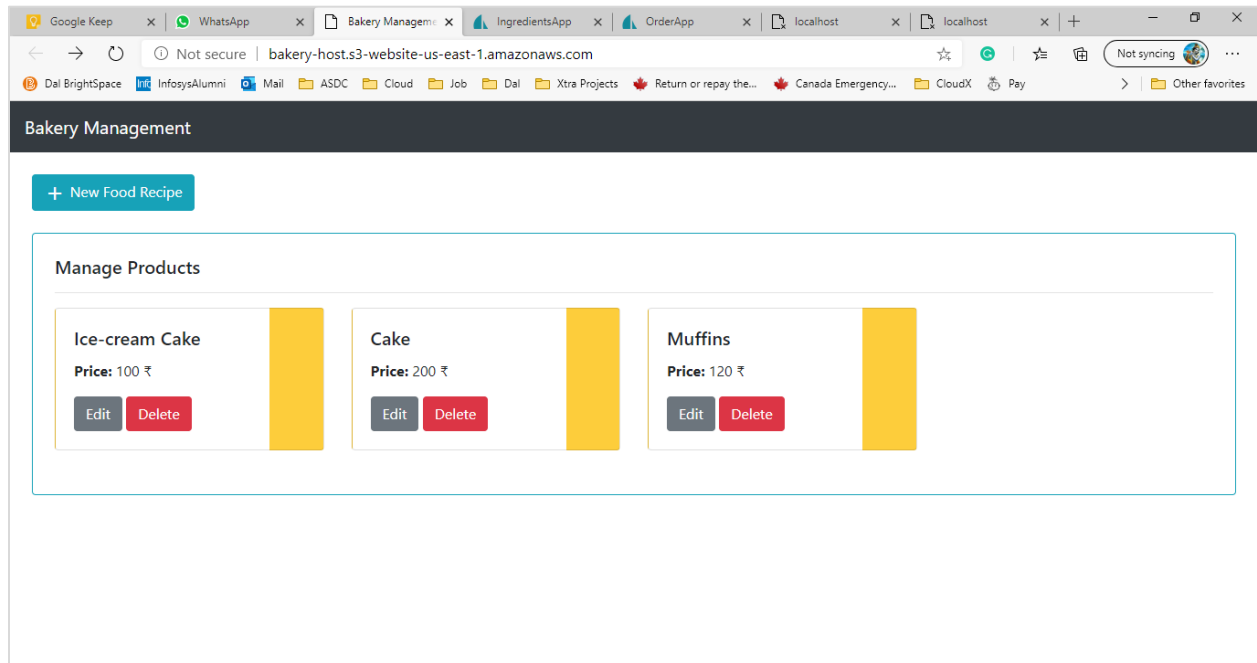 Google Keep WhatsApp Bakery Manageme IngredientsApp OrderApp localhost localhost
Not secure | bakery-host.s3-website-us-east-1.amazonaws.com Not syncing
Dal BrightSpace InfosysAlumni Mail ASDC Cloud Job Dal Xtra Projects Return or repay the... Canada Emergency... CloudX Pay Other favorites
Bakery Management
+ New Food Recipe
Manage Products
Ice-cream Cake Cake Muffins
Price: 100 ₹ Price: 200 ₹ Price: 120 ₹
Edit Delete Edit Delete Edit Delete